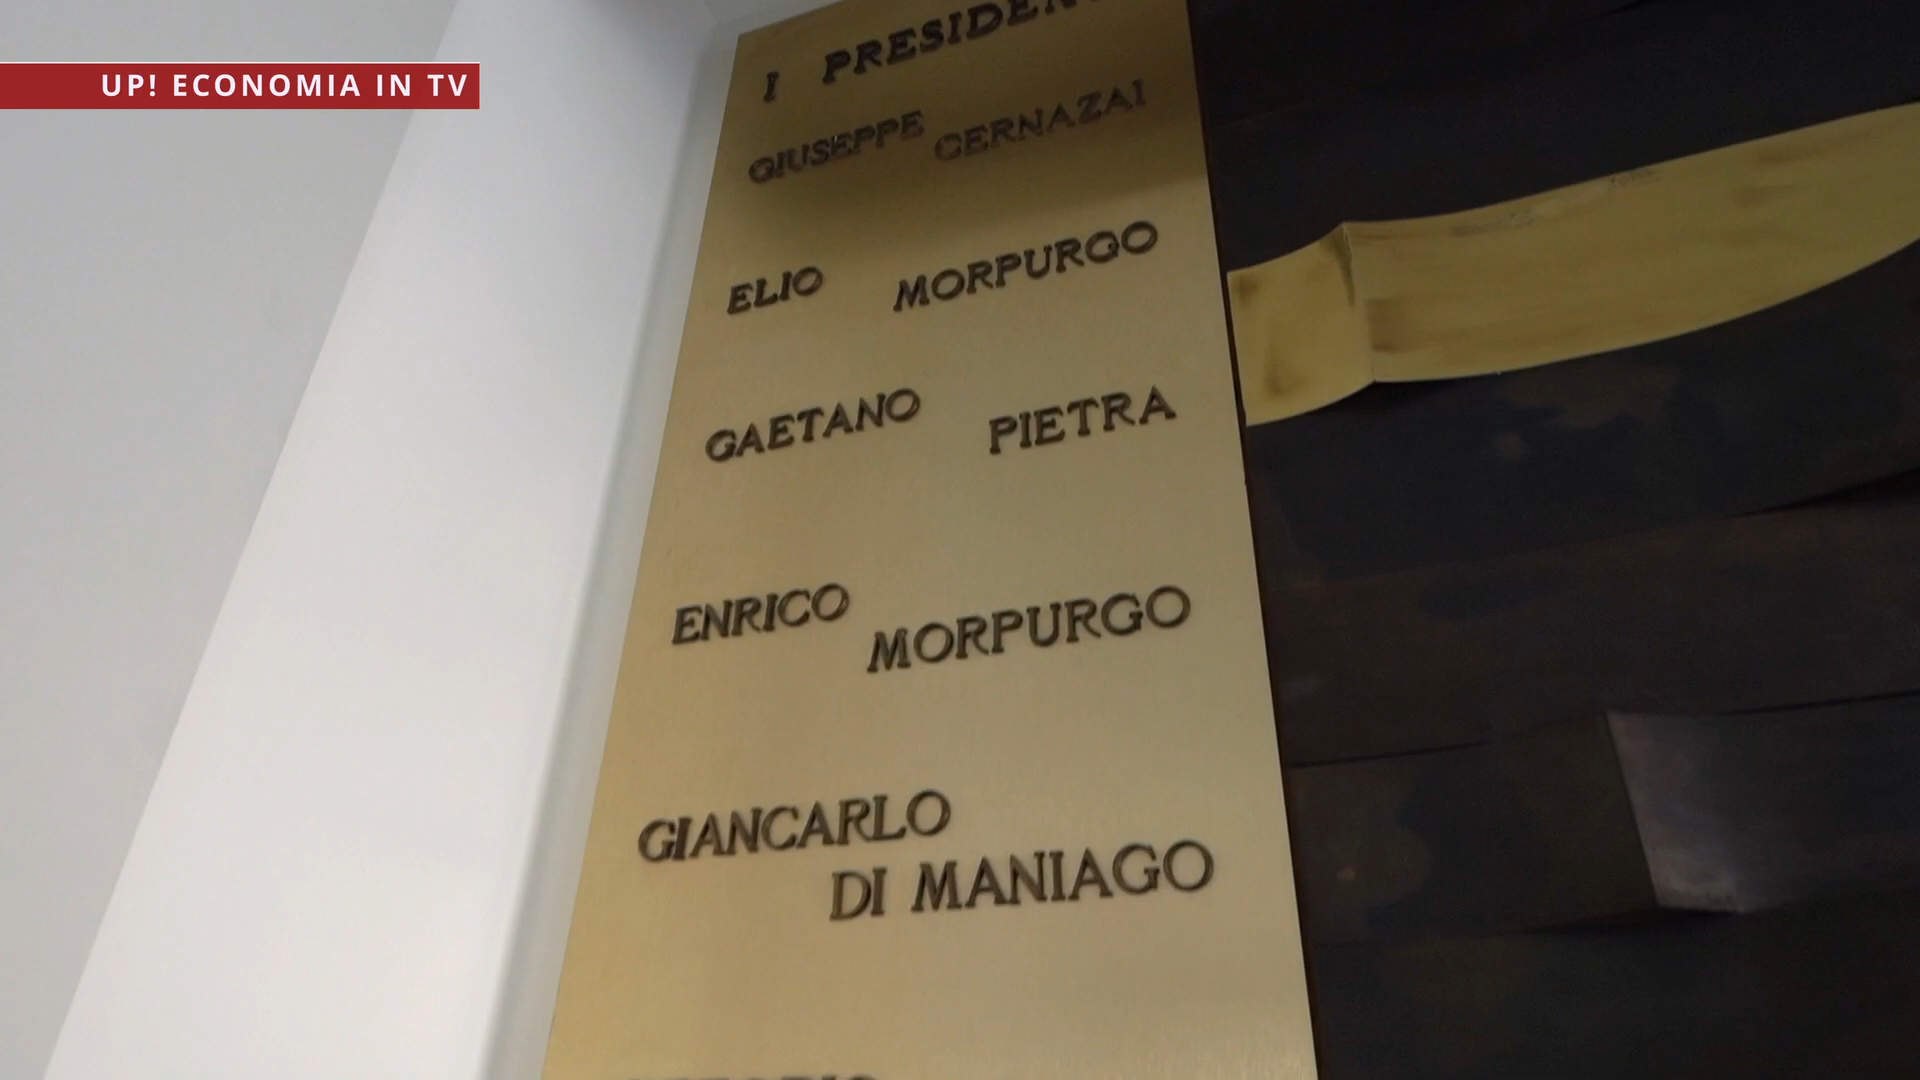 UP! ECONOMIA IN TV
I PRESIDEN
GIUSEPPE CERNAZAI
ELIO MORPURGO
GAETANO PIETRA
ENRICO MORPURGO
GIANCARLO
DI MANIAGO